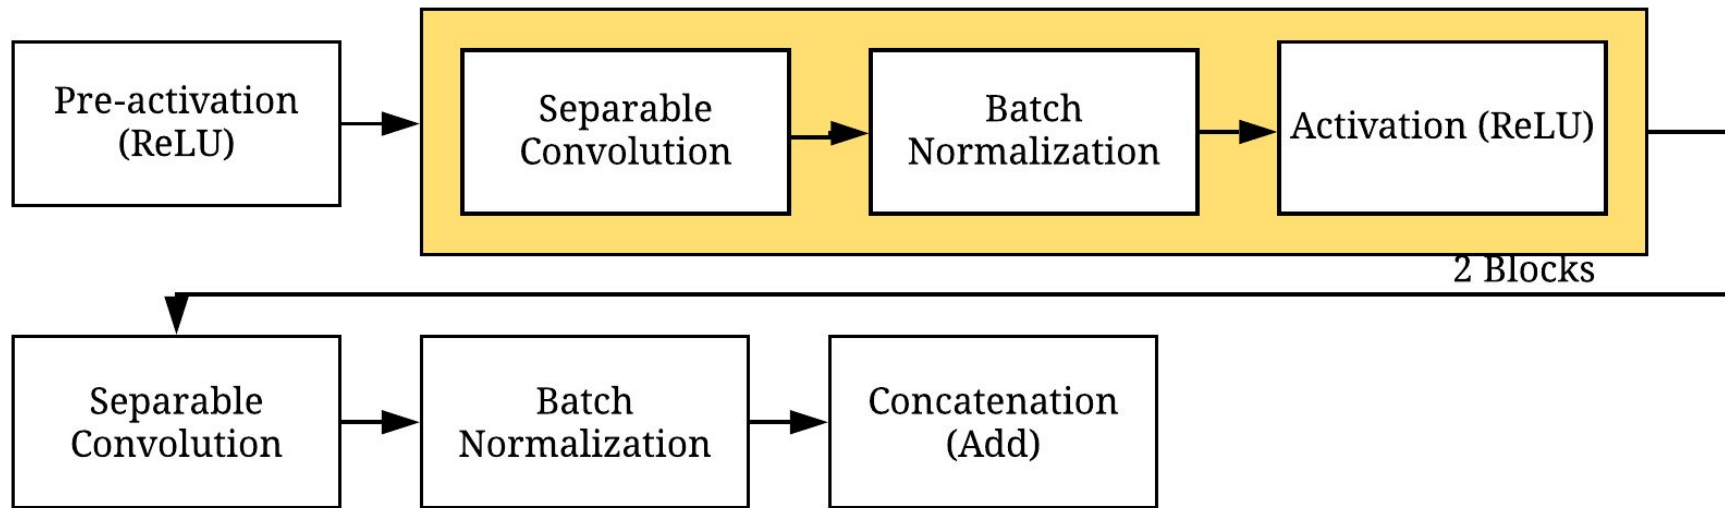 Pre-activation
(ReLU)
Separable
Convolution
Batch
Normalization
Activation (ReLU)
2 Blocks
Separable
Convolution
Batch
Normalization
Concatenation
(Add)